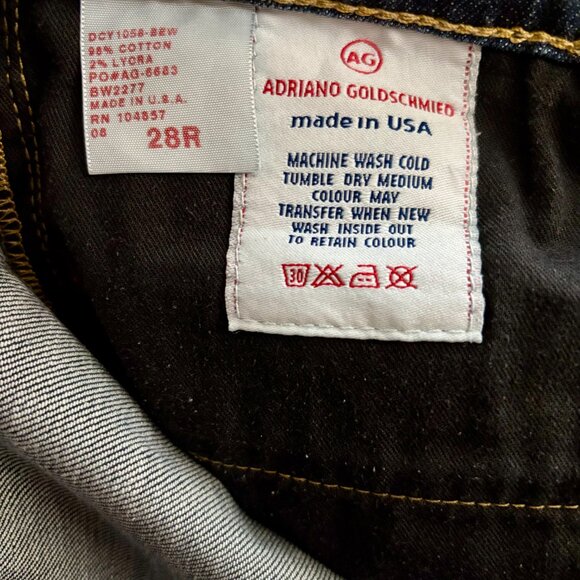 DCY1058-BEW
98% COTTON
2% LYCRA
PO#AG-6683
BW2277
MADE IN U.S.A.
RN 104857
08 28R
AG
ADRIANO GOLDSCHMIED
made in USA
MACHINE WASH COLD
TUMBLE DRY MEDIUM
COLOUR MAY
TRANSFER WHEN NEW
WASH INSIDE OUT
TO RETAIN COLOUR
30